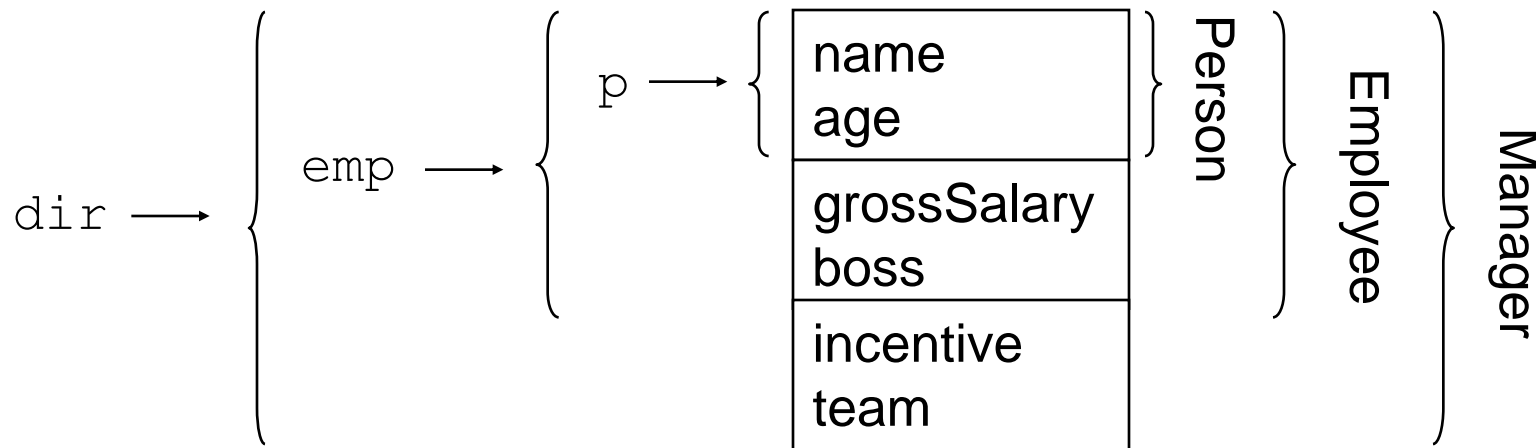 dir
emp
p
name
age
grossSalary
boss
incentive
team
Person
Employee
Manager